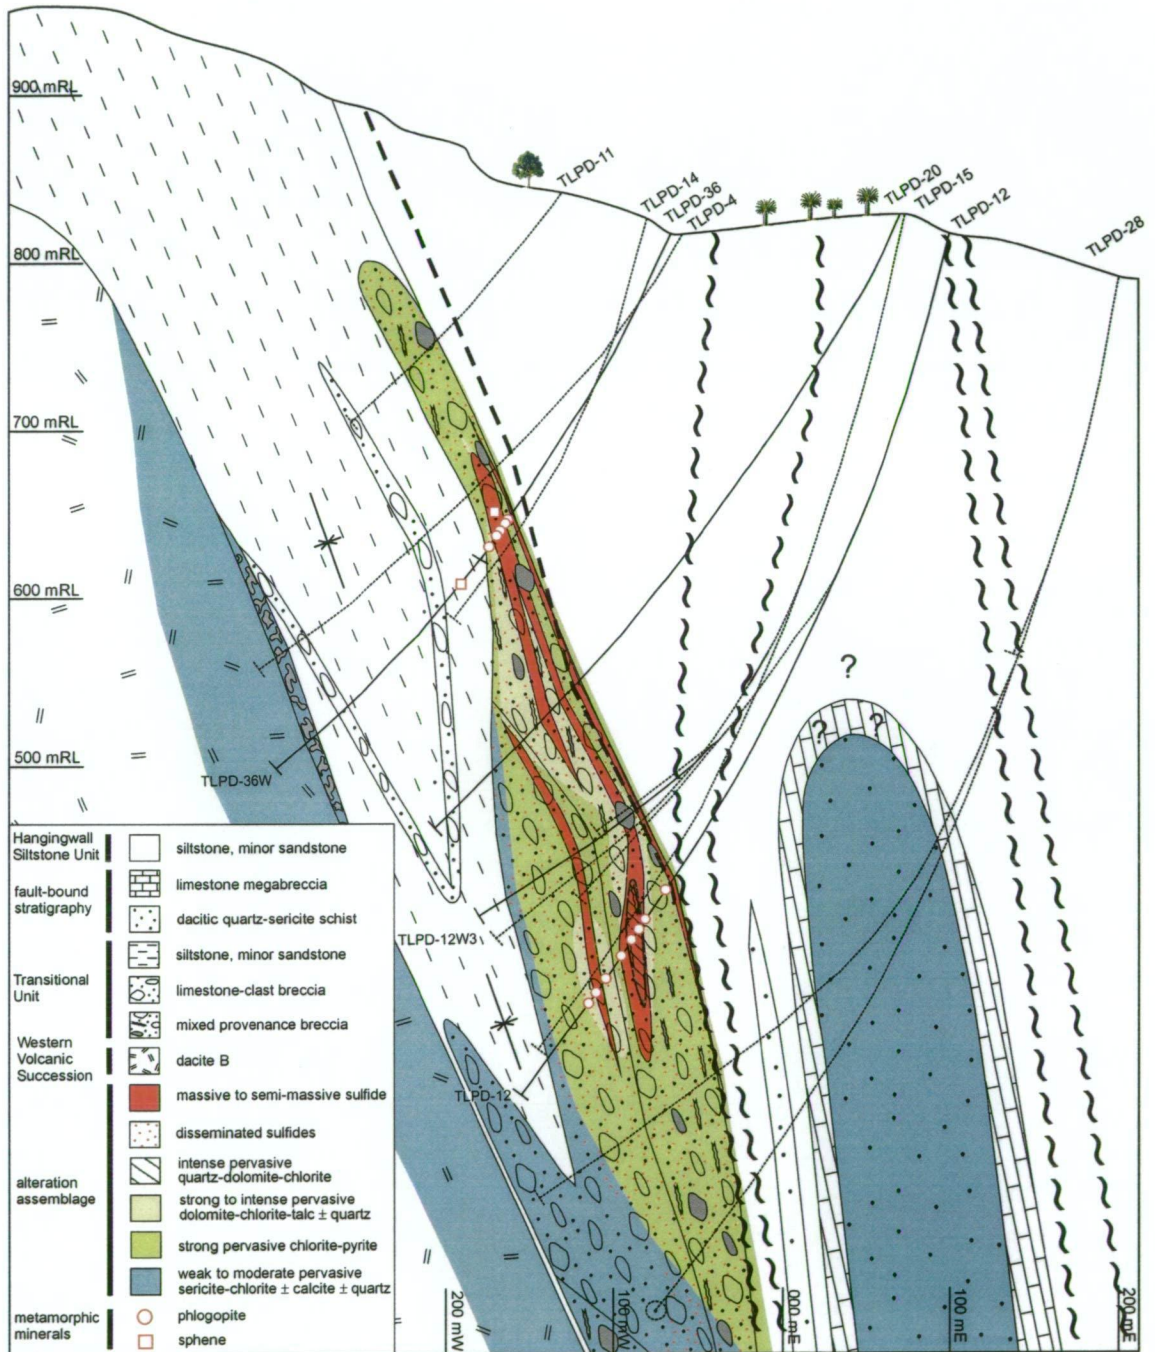 900 mRL
TLPD-11
TLPD-14
TLPD-36
TLPD-4
TLPD-20
TLPD-15
TLPD-12
TLPD-28
800 mRL
700 mRL
600 mRL
?
? ?
500 mRL
TLPD-36W
TLPD-12W3
TLPD-12
Hangingwall
Siltstone Unit
siltstone, minor sandstone
fault-bound
stratigraphy
limestone megabreccia
dacitic quartz-sericite schist
Transitional
Unit
siltstone, minor sandstone
limestone-clast breccia
mixed provenance breccia
Western
Volcanic
Succession
dacite B
alteration
assemblage
massive to semi-massive sulfide
disseminated sulfides
intense pervasive
quartz-dolomite-chlorite
strong to intense pervasive
dolomite-chlorite-talc ± quartz
strong pervasive chlorite-pyrite
weak to moderate pervasive
sericite-chlorite ± calcite ± quartz
metamorphic
minerals
phlogopite
sphene
200 mW
100 mW
000 mE
100 mE
200 mE